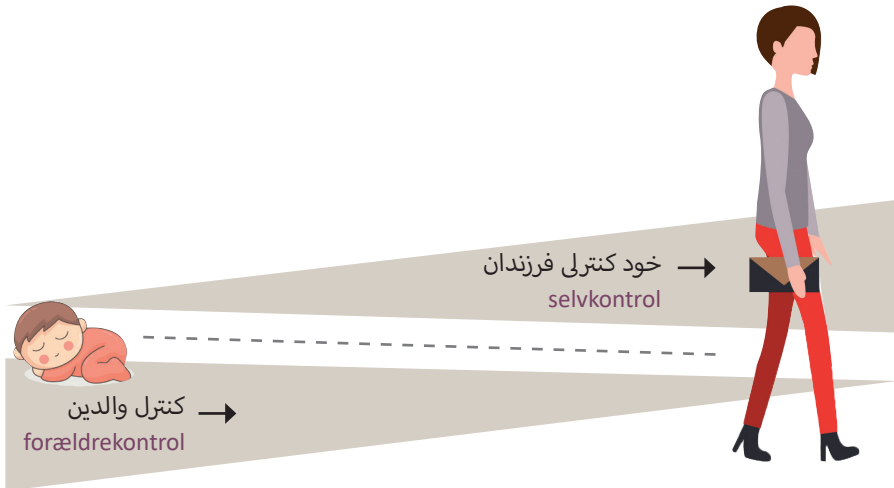 خود کنترلی فرزندان
selvkontrol
کنترل والدین
forældrekontrol